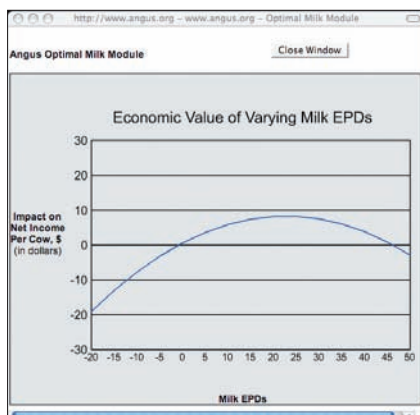 http://www.angus.org – www.angus.org – Optimal Milk Module
Angus Optimal Milk Module
Close Window
Economic Value of Varying Milk EPDs
30
20
10
0
-10
-20
-30
Impact on
Net Income
Per Cow, $
(in dollars)
-20 -15 -10 -5 0 5 10 15 20 25 30 35 40 45 50
Milk EPDs